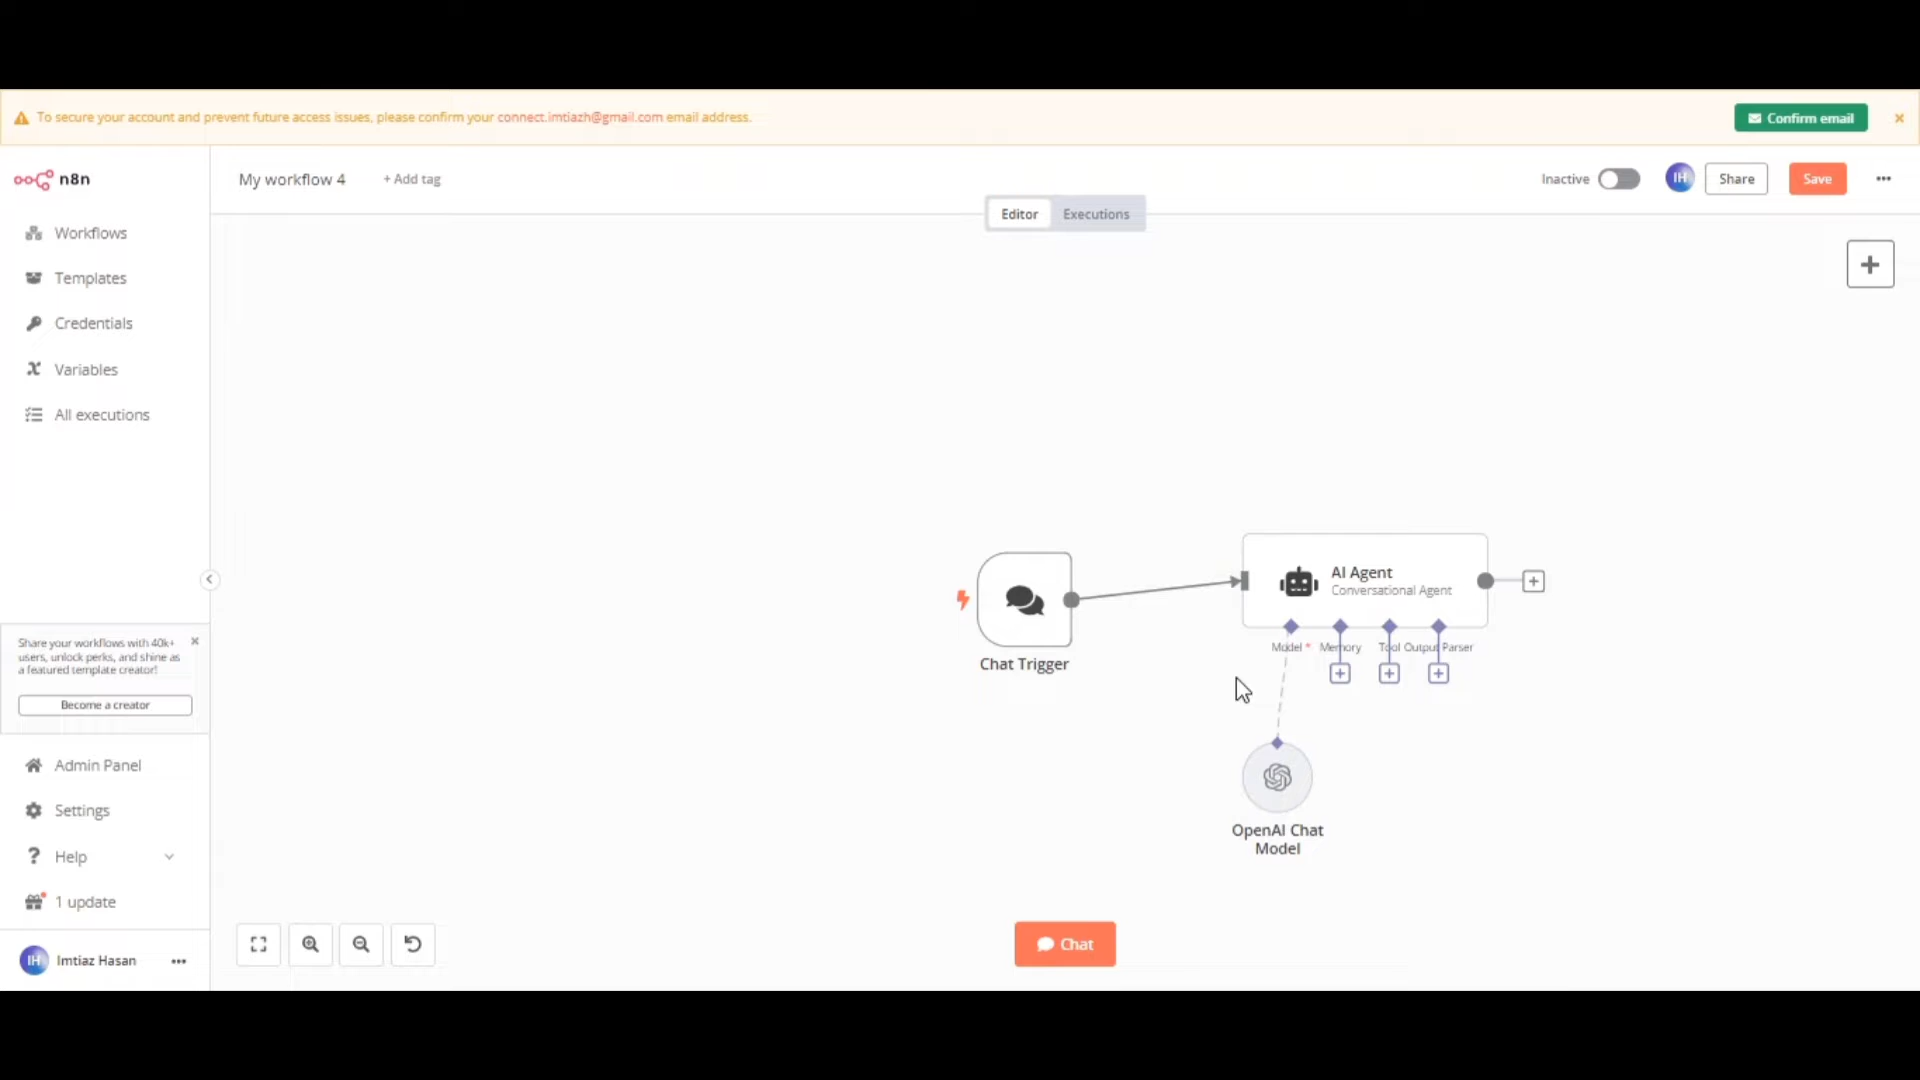 To secure your account and prevent future access issues, please confirm your connect.imtiazh@gmail.com email address.
Confirm email
n8n
My workflow 4
+ Add tag
Inactive
IH
Share
Save
Editor
Executions
Workflows
Templates
Credentials
Variables
All executions
AI Agent
Conversational Agent
Model *
Memory
Tool
Output Parser
Chat Trigger
OpenAI Chat
Model
Share your workflows with 40k+
users, unlock perks, and shine as
a featured template creator!
Become a creator
Admin Panel
Settings
Help
1 update
IH
Imtiaz Hasan
Chat